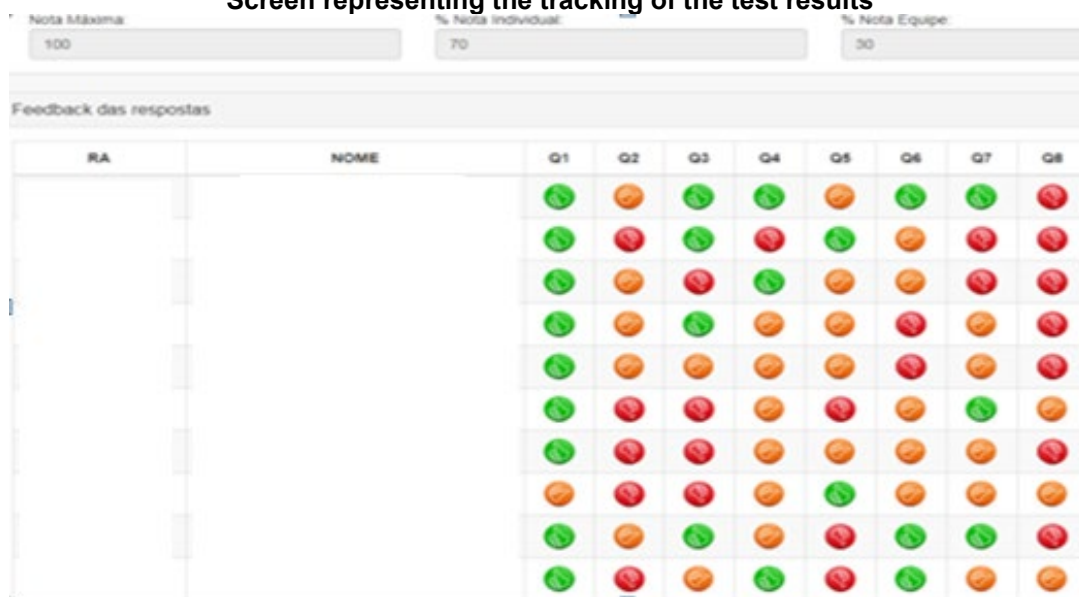 Screen representing the tracking of the test results
Nota Máxima: % Nota Individual: % Nota Equipe:
100 70 30
Feedback das respostas
RA NOME Q1 Q2 Q3 Q4 Q5 Q6 Q7 Q8